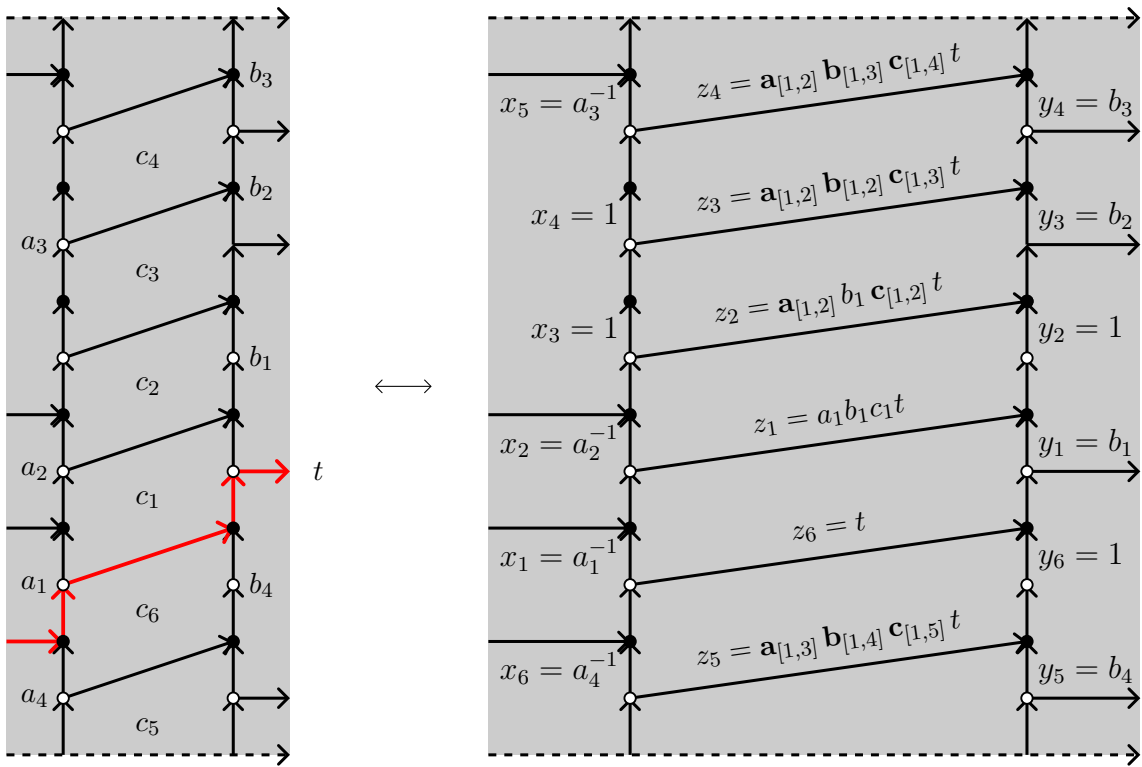 b_3
c_4
b_2
a_3
c_3
b_1
c_2
a_2
t
c_1
a_1
b_4
c_6
a_4
c_5
z_4 = a_{[1,2]} b_{[1,3]} c_{[1,4]} t
x_5 = a_3^{-1}
y_4 = b_3
z_3 = a_{[1,2]} b_{[1,2]} c_{[1,3]} t
x_4 = 1
y_3 = b_2
z_2 = a_{[1,2]} b_1 c_{[1,2]} t
x_3 = 1
y_2 = 1
z_1 = a_1 b_1 c_1 t
x_2 = a_2^{-1}
y_1 = b_1
z_6 = t
x_1 = a_1^{-1}
y_6 = 1
z_5 = a_{[1,3]} b_{[1,4]} c_{[1,5]} t
x_6 = a_4^{-1}
y_5 = b_4